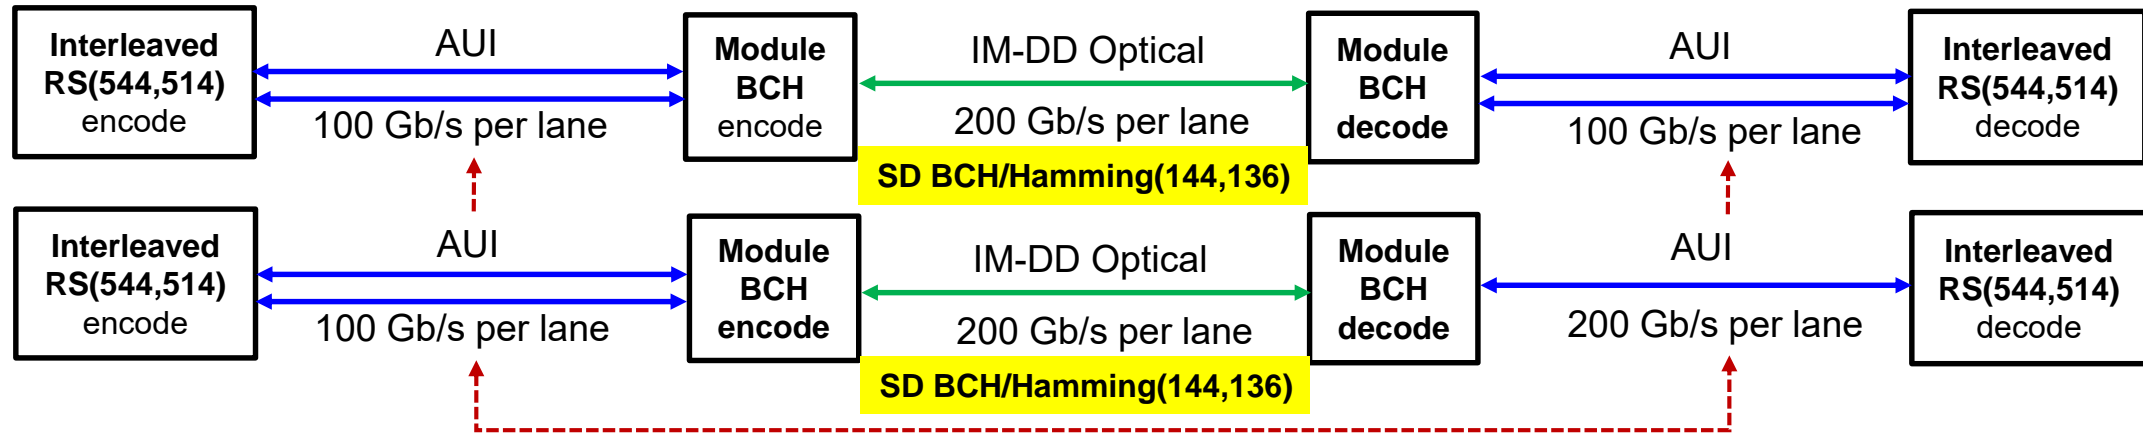 Interleaved
RS(544,514)
encode
AUI
100 Gb/s per lane
Module
BCH
encode
IM-DD Optical
200 Gb/s per lane
SD BCH/Hamming(144,136)
Module
BCH
decode
AUI
100 Gb/s per lane
Interleaved
RS(544,514)
decode
Interleaved
RS(544,514)
encode
AUI
100 Gb/s per lane
Module
BCH
encode
IM-DD Optical
200 Gb/s per lane
SD BCH/Hamming(144,136)
Module
BCH
decode
AUI
200 Gb/s per lane
Interleaved
RS(544,514)
decode